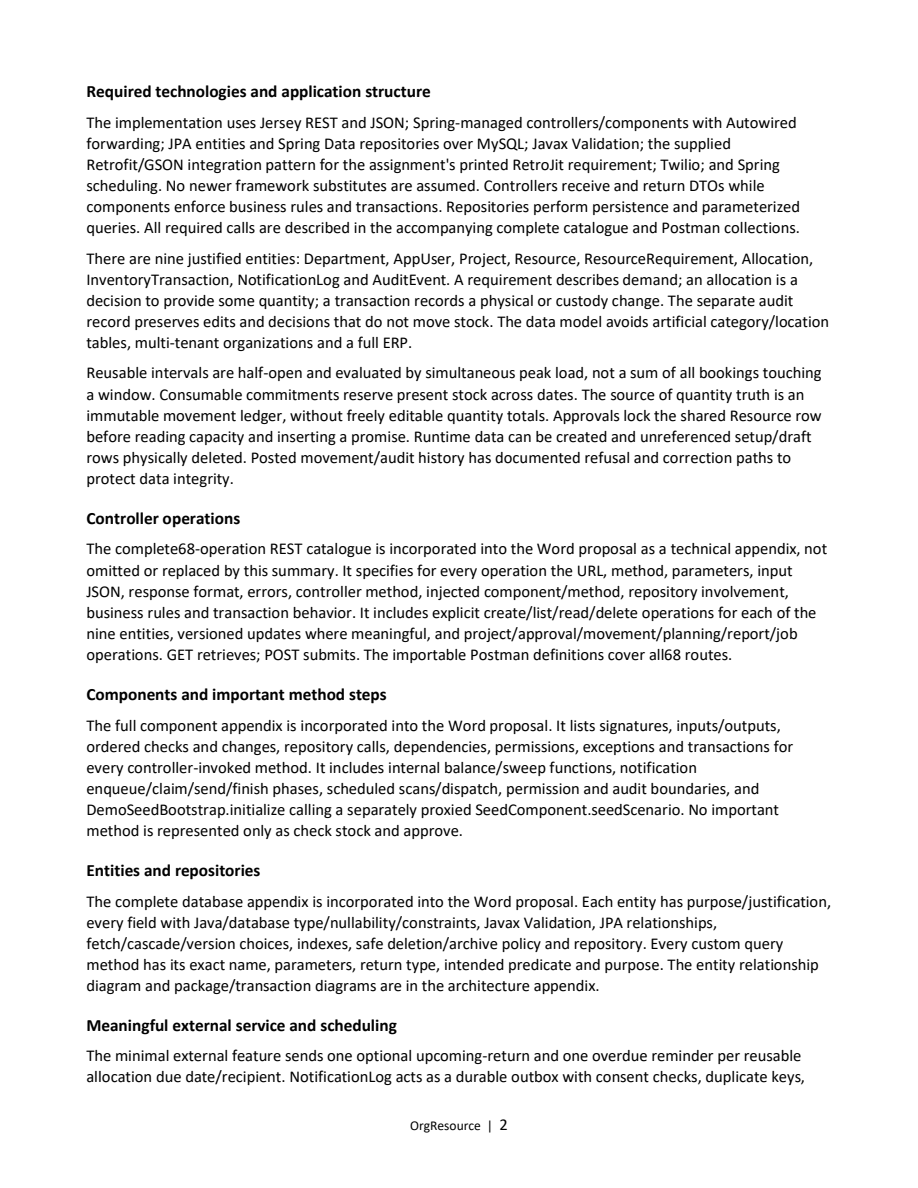 Required technologies and application structure
The implementation uses Jersey REST and JSON; Spring-managed controllers/components with Autowired
forwarding; JPA entities and Spring Data repositories over MySQL; Javax Validation; the supplied
Retrofit/GSON integration pattern for the assignment's printed RetroJit requirement; Twilio; and Spring
scheduling. No newer framework substitutes are assumed. Controllers receive and return DTOs while
components enforce business rules and transactions. Repositories perform persistence and parameterized
queries. All required calls are described in the accompanying complete catalogue and Postman collections.
There are nine justified entities: Department, AppUser, Project, Resource, ResourceRequirement, Allocation,
InventoryTransaction, NotificationLog and AuditEvent. A requirement describes demand; an allocation is a
decision to provide some quantity; a transaction records a physical or custody change. The separate audit
record preserves edits and decisions that do not move stock. The data model avoids artificial category/location
tables, multi-tenant organizations and a full ERP.
Reusable intervals are half-open and evaluated by simultaneous peak load, not a sum of all bookings touching
a window. Consumable commitments reserve present stock across dates. The source of quantity truth is an
immutable movement ledger, without freely editable quantity totals. Approvals lock the shared Resource row
before reading capacity and inserting a promise. Runtime data can be created and unreferenced setup/draft
rows physically deleted. Posted movement/audit history has documented refusal and correction paths to
protect data integrity.
Controller operations
The complete68-operation REST catalogue is incorporated into the Word proposal as a technical appendix, not
omitted or replaced by this summary. It specifies for every operation the URL, method, parameters, input
JSON, response format, errors, controller method, injected component/method, repository involvement,
business rules and transaction behavior. It includes explicit create/list/read/delete operations for each of the
nine entities, versioned updates where meaningful, and project/approval/movement/planning/report/job
operations. GET retrieves; POST submits. The importable Postman definitions cover all68 routes.
Components and important method steps
The full component appendix is incorporated into the Word proposal. It lists signatures, inputs/outputs,
ordered checks and changes, repository calls, dependencies, permissions, exceptions and transactions for
every controller-invoked method. It includes internal balance/sweep functions, notification
enqueue/claim/send/finish phases, scheduled scans/dispatch, permission and audit boundaries, and
DemoSeedBootstrap.initialize calling a separately proxied SeedComponent.seedScenario. No important
method is represented only as check stock and approve.
Entities and repositories
The complete database appendix is incorporated into the Word proposal. Each entity has purpose/justification,
every field with Java/database type/nullability/constraints, Javax Validation, JPA relationships,
fetch/cascade/version choices, indexes, safe deletion/archive policy and repository. Every custom query
method has its exact name, parameters, return type, intended predicate and purpose. The entity relationship
diagram and package/transaction diagrams are in the architecture appendix.
Meaningful external service and scheduling
The minimal external feature sends one optional upcoming-return and one overdue reminder per reusable
allocation due date/recipient. NotificationLog acts as a durable outbox with consent checks, duplicate keys,
OrgResource | 2